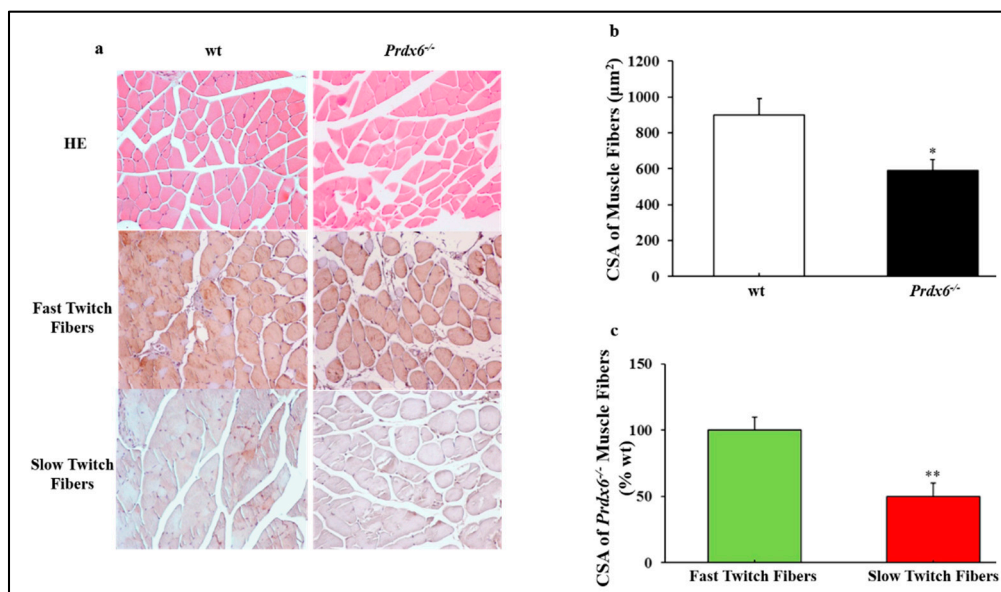 a
wt
Prdx6-/-
HE
Fast Twitch
Fibers
Slow Twitch
Fibers
b
CSA of Muscle Fibers (μm²)
1200
1000
800
600
400
200
0
*
wt
Prdx6-/-
c
CSA of Prdx6-/- Muscle Fibers
(% wt)
150
100
50
0
**
Fast Twitch Fibers
Slow Twitch Fibers